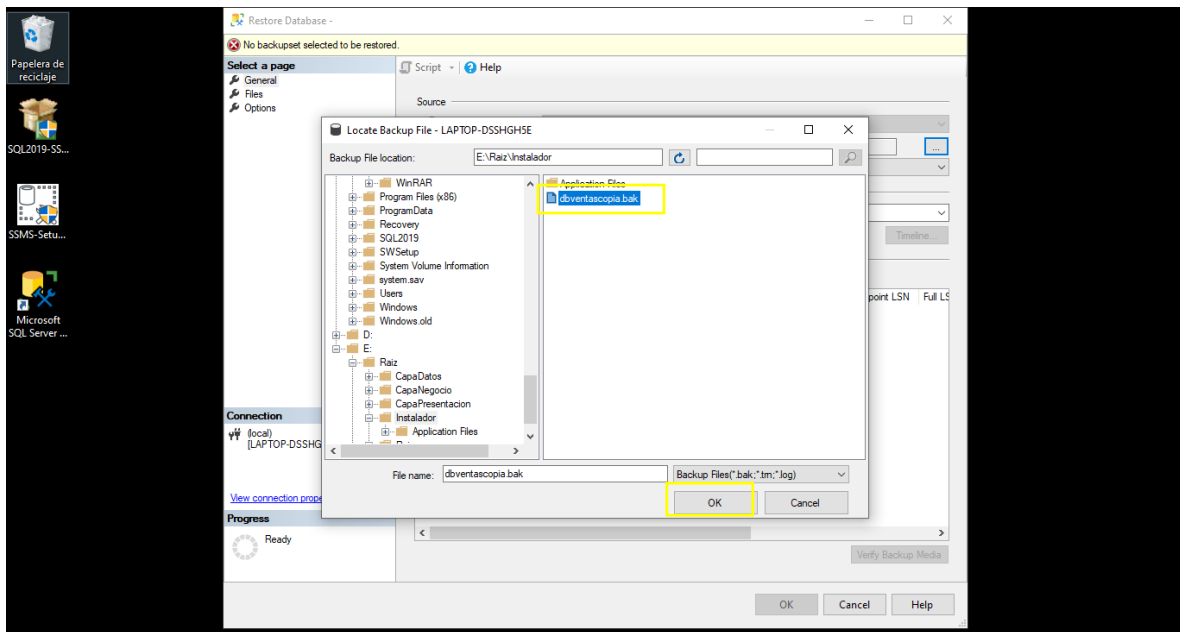 Papelera de
reciclaje
SQL2019-SS...
SSMS-Setu...
Microsoft
SQL Server ...
Restore Database -
No backupset selected to be restored.
Select a page
General
Files
Options
Script
Help
Source
...
Timeline...
point LSN Full LS
Locate Backup File - LAPTOP-DSSHGH5E
Backup File location:
E:\Raiz\Instalador
WinRAR
Program Files (x86)
ProgramData
Recovery
SQL2019
SWSetup
System Volume Information
system.sav
Users
Windows
Windows.old
D:
E:
Raiz
CapaDatos
CapaNegocio
CapaPresentacion
Instalador
Application Files
Application Files
dbventascopia.bak
File name:
dbventascopia.bak
Backup Files(*.bak;*.trn;*.log)
OK
Cancel
Connection
(local)
[LAPTOP-DSSHG
View connection prope
Progress
Ready
Verify Backup Media
OK
Cancel
Help